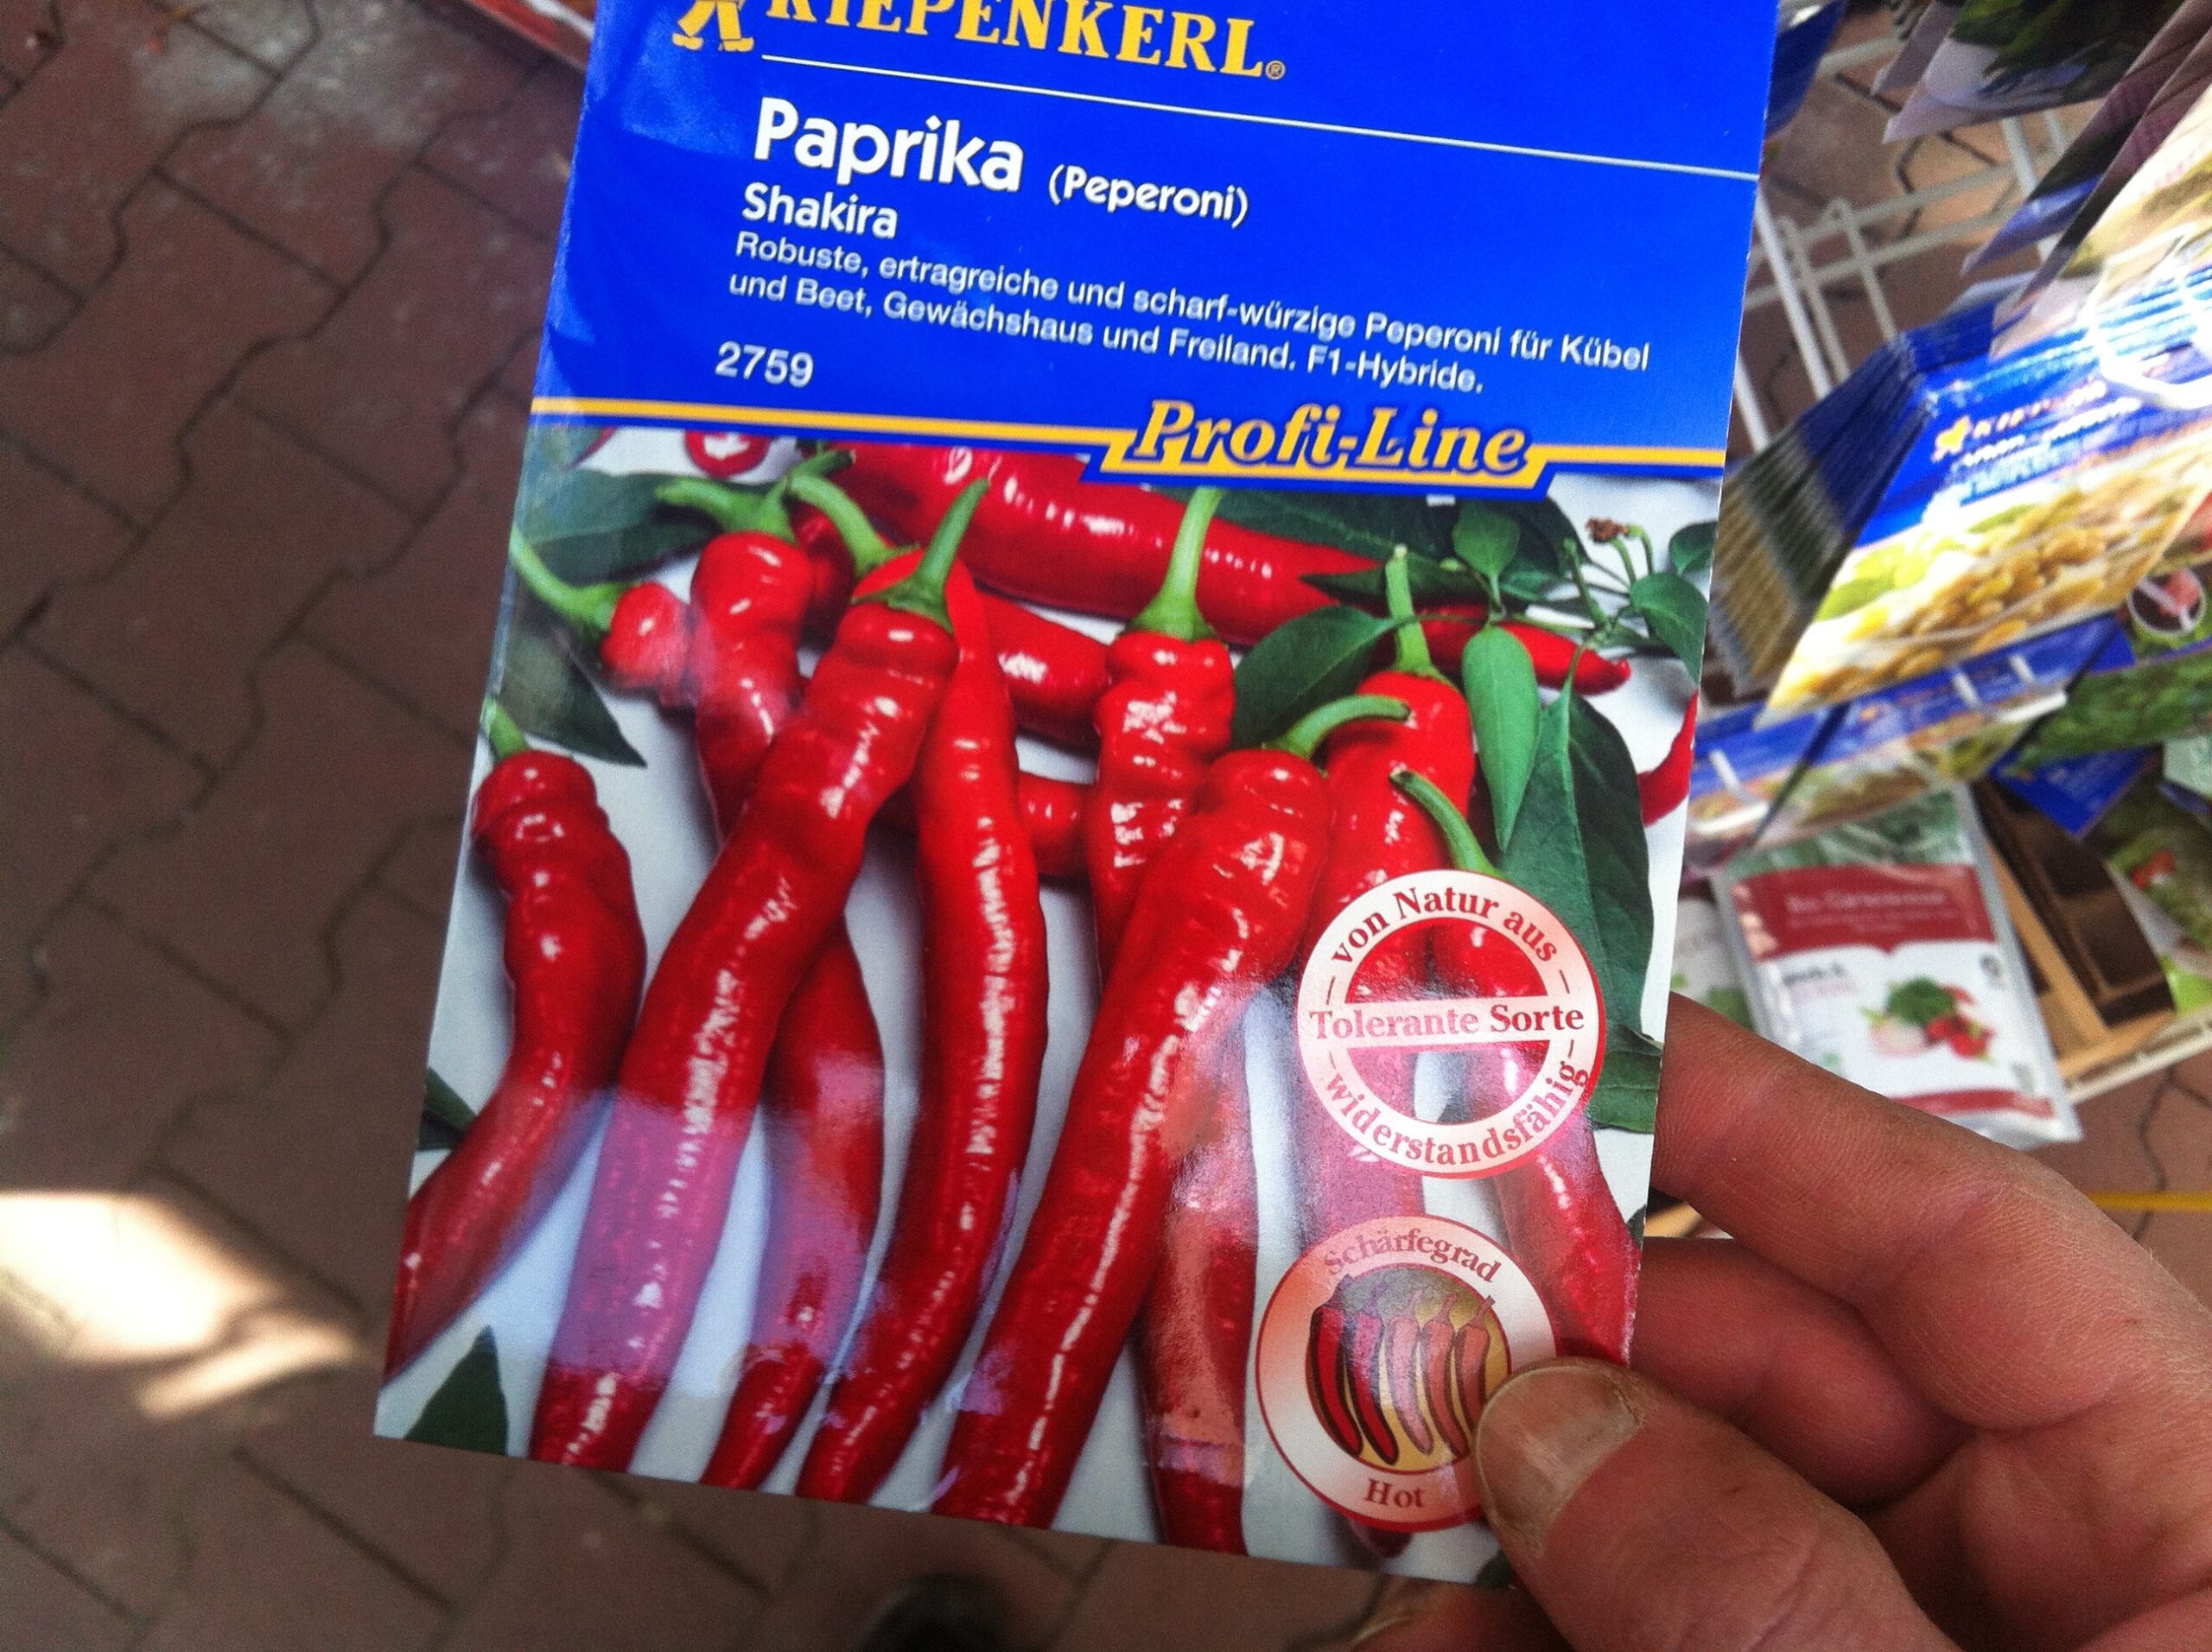 KIEPENKERL®
Paprika (Peperoni)
Shakira
Robuste, ertragreiche und scharf-würzige Peperoni für Kübel
und Beet, Gewächshaus und Freiland. F1-Hybride.
2759
Profi-Line
von Natur aus
Tolerante Sorte
widerstandsfähig
Schärfegrad
Hot